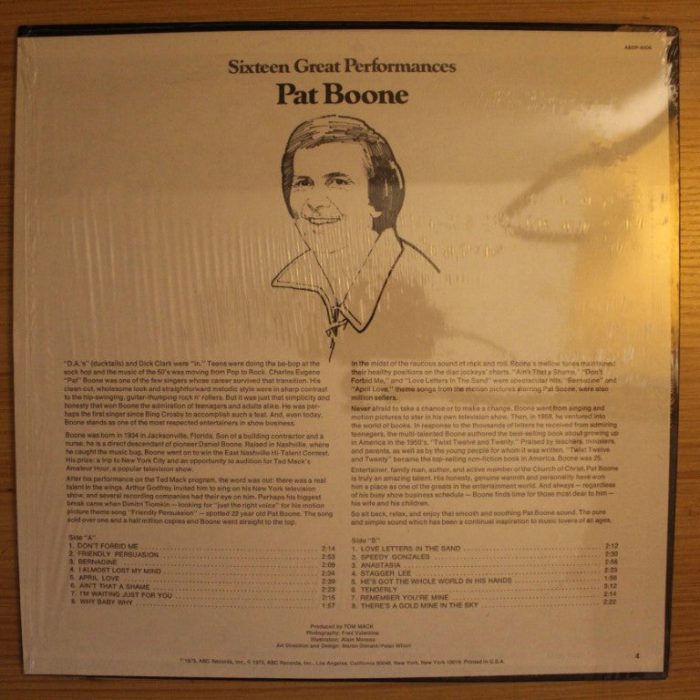 ABDP-4006
Sixteen Great Performances
Pat Boone
"D.A.'s" (ducktails) and Dick Clark were "in." Teens were doing the be-bop at the
sock hop and the music of the 50's was moving from Pop to Rock. Charles Eugene
"Pat" Boone was one of the few singers whose career survived that transition. His
clean cut, wholesome look and straightforward melodic style were in sharp contrast
to the hip-swinging, guitar-thumping rock n' rollers. But it was just that simplicity and
honesty that won Boone the admiration of teenagers and adults alike. He was per-
haps the first singer since Bing Crosby to accomplish such a feat. And, even today,
Boone stands as one of the most respected entertainers in show business.
Boone was born in 1934 in Jacksonville, Florida. Son of a building contractor and a
nurse, he is a direct descendant of pioneer Daniel Boone. Raised in Nashville, where
he caught the music bug, Boone went on to win the East Nashville Hi-Talent Contest.
His prize: a trip to New York City and an opportunity to audition for Ted Mack's
Amateur Hour, a popular television show.
After his performance on the Ted Mack program, the word was out: there was a real
talent in the wings. Arthur Godfrey invited him to sing on his New York television
show, and several recording companies had their eye on him. Perhaps his biggest
break came when Dimitri Tiomkin — looking for "just the right voice" for his motion
picture theme song "Friendly Persuasion" — spotted 22 year old Pat Boone. The song
sold over one and a half million copies and Boone went straight to the top.
In the midst of the raucous sound of rock and roll, Boone's mellow tunes maintained
their healthy positions on the disc jockeys' charts. "Ain't That a Shame," "Don't
Forbid Me," and "Love Letters In The Sand" were spectacular hits. "Bernadine" and
"April Love," theme songs from the motion pictures starring Pat Boone, were also
million sellers.
Never afraid to take a chance or to make a change, Boone went from singing and
motion pictures to star in his own television show. Then, in 1958, he ventured into
the world of books. In response to the thousands of letters he received from admiring
teenagers, the multi-talented Boone authored the best-selling book about growing up
in America in the 1950's, "Twixt Twelve and Twenty." Praised by teachers, ministers,
and parents, as well as by the young people for whom it was written, "Twixt Twelve
and Twenty" became the top-selling non-fiction book in America. Boone was 25.
Entertainer, family man, author, and active member of the Church of Christ, Pat Boone
is truly an amazing talent. His honesty, genuine warmth and personality have won
him a place as one of the greats in the entertainment world. And always — regardless
of his busy show business schedule — Boone finds time for those most dear to him —
his wife and his children.
So sit back, relax, and enjoy that smooth and soothing Pat Boone sound. The pure
and simple sound which has been a continual inspiration to music lovers of all ages.
Side "A"
1. DON'T FORBID ME 2:14
2. FRIENDLY PERSUASION 2:53
3. BERNADINE 2:09
4. I ALMOST LOST MY MIND 2:34
5. APRIL LOVE 2:39
6. AIN'T THAT A SHAME 2:23
7. I'M WAITING JUST FOR YOU 2:15
8. WHY BABY WHY 1:57
Side "B"
1. LOVE LETTERS IN THE SAND 2:12
2. SPEEDY GONZALES 2:30
3. ANASTASIA 2:58
4. STAGGER LEE 2:23
5. HE'S GOT THE WHOLE WORLD IN HIS HANDS 1:56
6. TENDERLY 3:12
7. REMEMBER YOU'RE MINE 2:14
8. THERE'S A GOLD MINE IN THE SKY 2:22
Produced by TOM MACK
Photography: Fred Valentine
Illustration: Alain Moreau
Art Direction and Design: Martin Donald/Peter Whorf
℗ 1975, ABC Records, Inc., © 1975, ABC Records, Inc., Los Angeles, California 90048. New York, New York 10019. Printed in U.S.A.
4